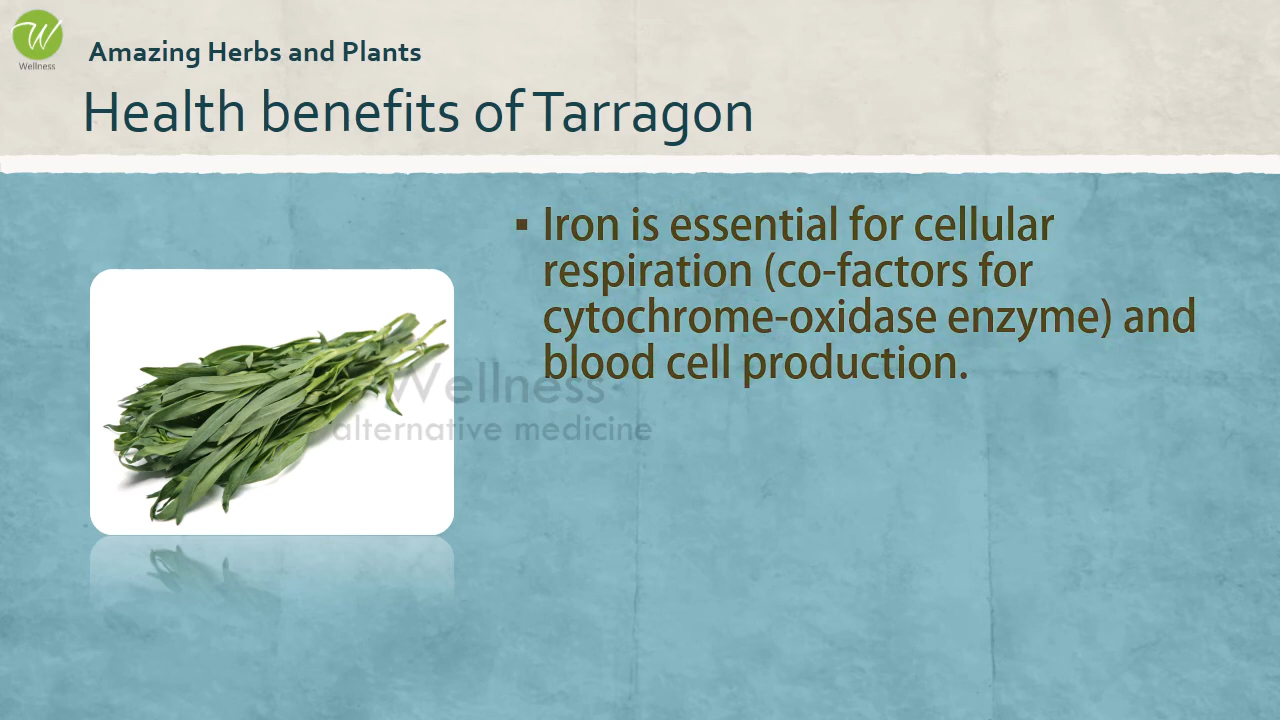 W
Wellness
Amazing Herbs and Plants
Health benefits of Tarragon
▪ Iron is essential for cellular
respiration (co-factors for
cytochrome-oxidase enzyme) and
blood cell production.
Wellness
alternative medicine